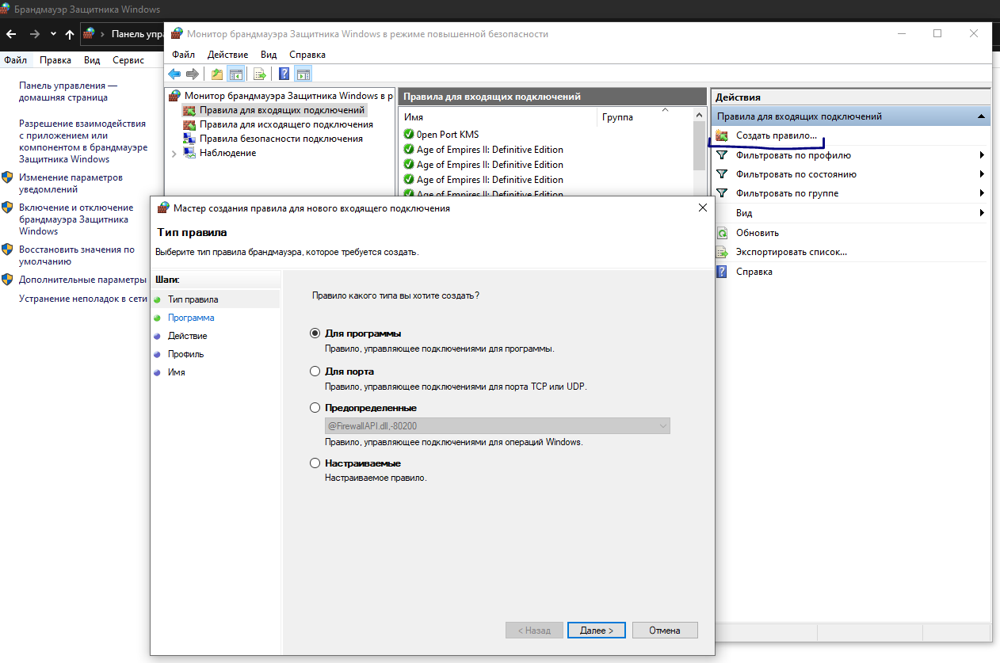 Брандмауэр Защитника Windows
Панель упра
Файл Правка Вид Сервис
Панель управления —
домашняя страница
Разрешение взаимодействия
с приложением или
компонентом в брандмауэре
Защитника Windows
Изменение параметров
уведомлений
Включение и отключение
брандмауэра Защитника
Windows
Восстановить значения по
умолчанию
Дополнительные параметры
Устранение неполадок в сети
Монитор брандмауэра Защитника Windows в режиме повышенной безопасности
Файл Действие Вид Справка
Монитор брандмауэра Защитника Windows в р
Правила для входящих подключений
Правила для исходящего подключения
Правила безопасности подключения
Наблюдение
Правила для входящих подключений
Имя Группа
0pen Port KMS
Age of Empires II: Definitive Edition
Age of Empires II: Definitive Edition
Age of Empires II: Definitive Edition
Age of Empires II: Definitive Edition
Действия
Правила для входящих подключений
Создать правило...
Фильтровать по профилю
Фильтровать по состоянию
Фильтровать по группе
Вид
Обновить
Экспортировать список...
Справка
Мастер создания правила для нового входящего подключения
Тип правила
Выберите тип правила брандмауэра, которое требуется создать.
Шаги:
Тип правила
Программа
Действие
Профиль
Имя
Правило какого типа вы хотите создать?
Для программы
Правило, управляющее подключениями для программы.
Для порта
Правило, управляющее подключениями для порта TCP или UDP.
Предопределенные
@FirewallAPI.dll,-80200
Правило, управляющее подключениями для операций Windows.
Настраиваемые
Настраиваемое правило.
< Назад Далее > Отмена